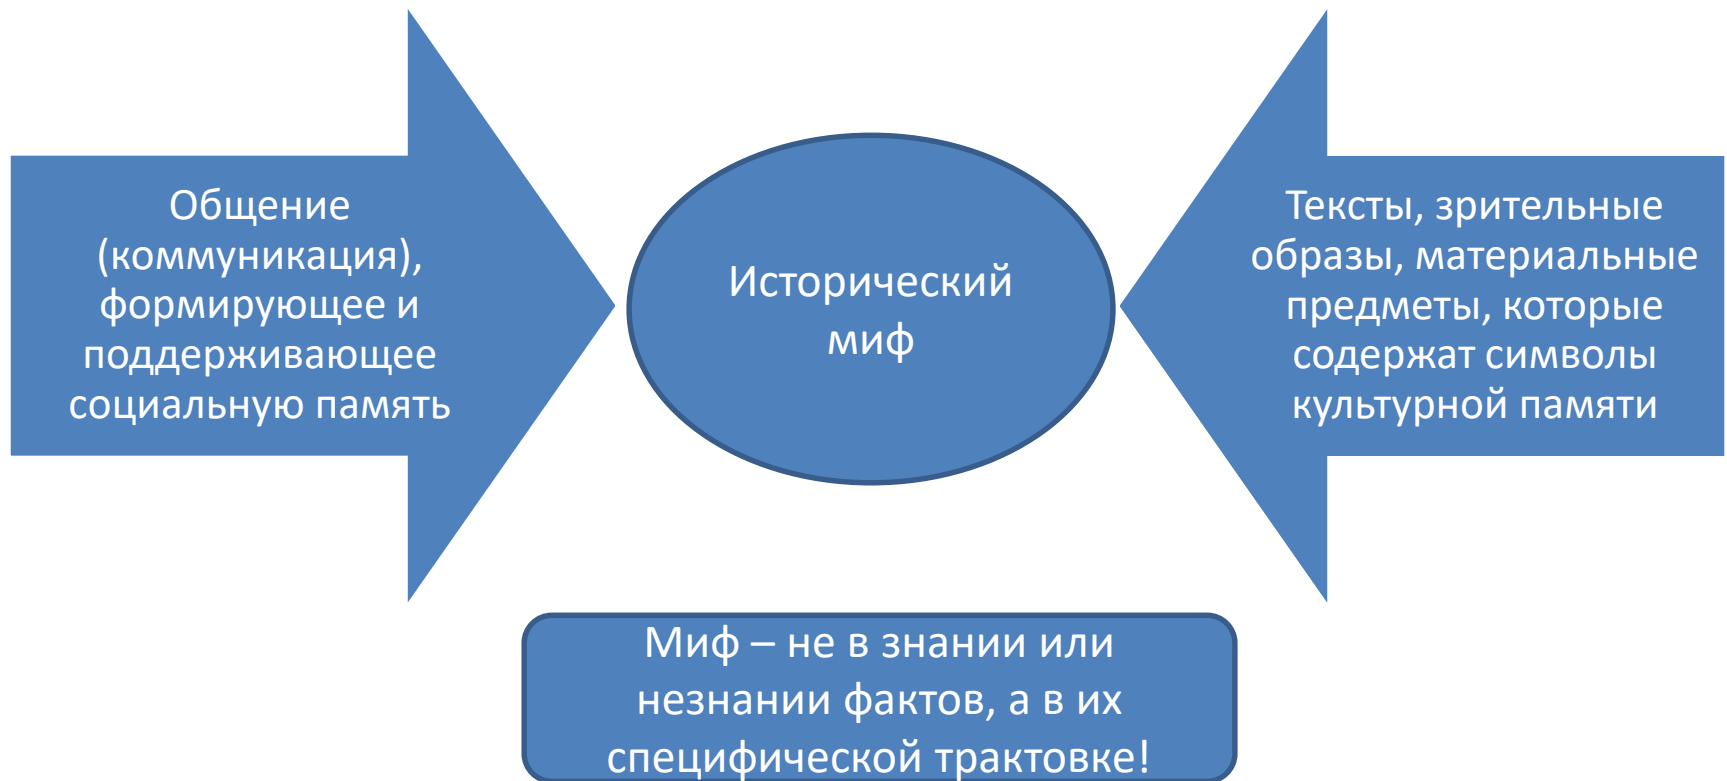 Общение
(коммуникация),
формирующее и
поддерживающее
социальную память
Исторический
миф
Тексты, зрительные
образы, материальные
предметы, которые
содержат символы
культурной памяти
Миф – не в знании или
незнании фактов, а в их
специфической трактовке!